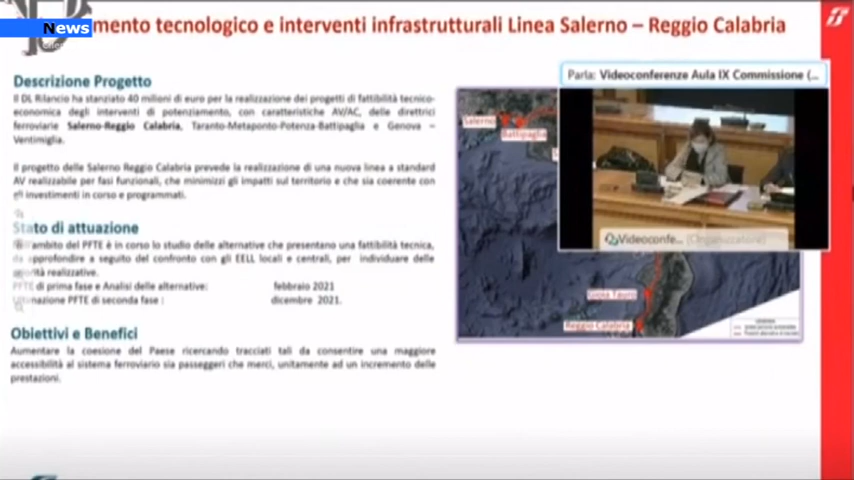 News
mento tecnologico e interventi infrastrutturali Linea Salerno – Reggio Calabria
Parla: Videoconferenze Aula IX Commissione (...
Descrizione Progetto
Il DL Rilancio ha stanziato 40 milioni di euro per la realizzazione dei progetti di fattibilità tecnico-
economica degli interventi di potenziamento, con caratteristiche AV/AC, delle direttrici
ferroviarie Salerno-Reggio Calabria, Taranto-Metaponto-Potenza-Battipaglia e Genova –
Ventimiglia.
Il progetto delle Salerno Reggio Calabria prevede la realizzazione di una nuova linea a standard
AV realizzabile per fasi funzionali, che minimizzi gli impatti sul territorio e che sia coerente con
gli investimenti in corso e programmati.
Stato di attuazione
Nell'ambito del PFTE è in corso lo studio delle alternative che presentano una fattibilità tecnica,
da approfondire a seguito del confronto con gli EELL locali e centrali, per individuare delle
priorità realizzative.
PFTE di prima fase e Analisi delle alternative: febbraio 2021
Ultimazione PFTE di seconda fase : dicembre 2021.
Obiettivi e Benefici
Aumentare la coesione del Paese ricercando tracciati tali da consentire una maggiore
accessibilità al sistema ferroviario sia passeggeri che merci, unitamente ad un incremento delle
prestazioni.
Salerno
Battipaglia
Videoconfe... (Organizzatore)
Gioia Tauro
Reggio Calabria